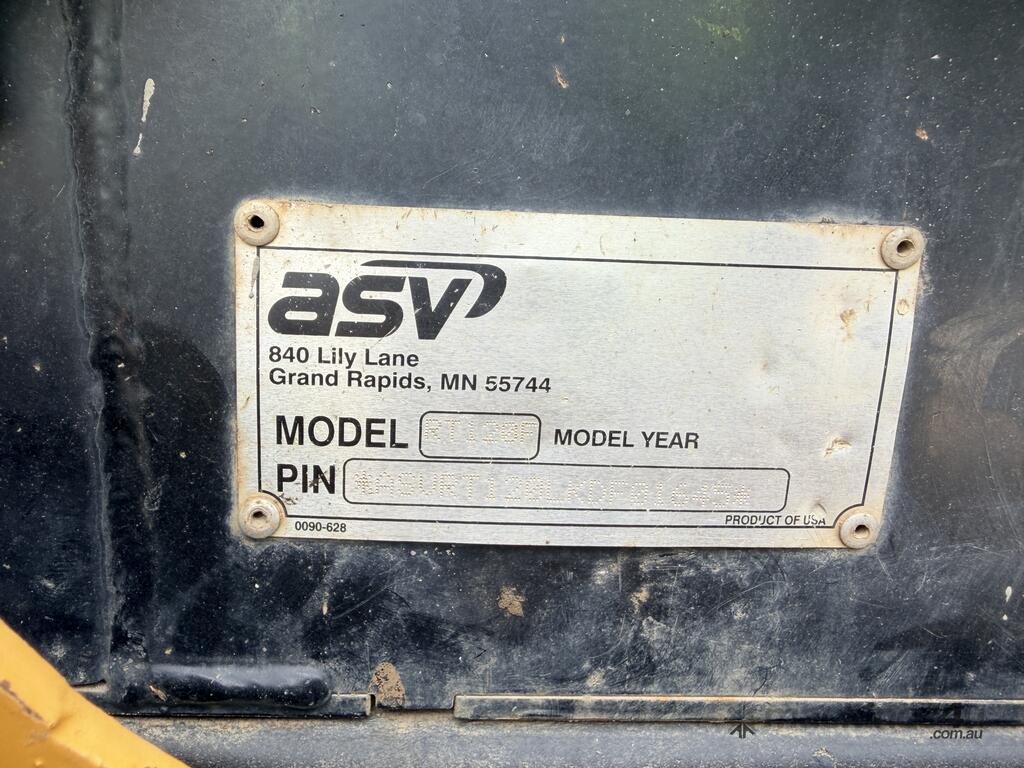 asv
840 Lily Lane
Grand Rapids, MN 55744
MODEL RT120F MODEL YEAR
PIN
0090-628
PRODUCT OF USA
.com.au